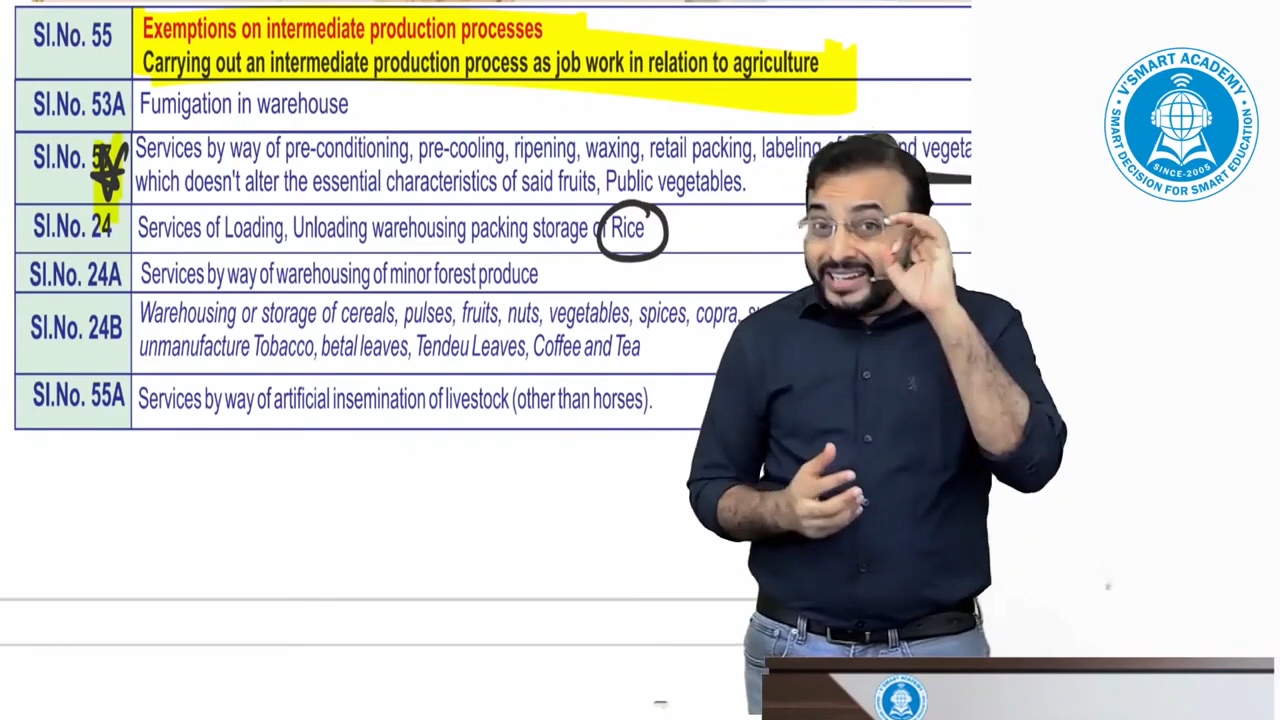 Sl.No. 55
Exemptions on intermediate production processes
Carrying out an intermediate production process as job work in relation to agriculture
Sl.No. 53A
Fumigation in warehouse
Sl.No.
Services by way of pre-conditioning, pre-cooling, ripening, waxing, retail packing, labeling
which doesn't alter the essential characteristics of said fruits, Public vegetables.
Sl.No. 24
Services of Loading, Unloading warehousing packing storage of Rice
Sl.No. 24A
Services by way of warehousing of minor forest produce
Sl.No. 24B
Warehousing or storage of cereals, pulses, fruits, nuts, vegetables, spices, copra,
unmanufacture Tobacco, betal leaves, Tendeu Leaves, Coffee and Tea
Sl.No. 55A
Services by way of artificial insemination of livestock (other than horses).
V'SMART ACADEMY
SMART DECISION FOR SMART EDUCATION
SINCE-2005